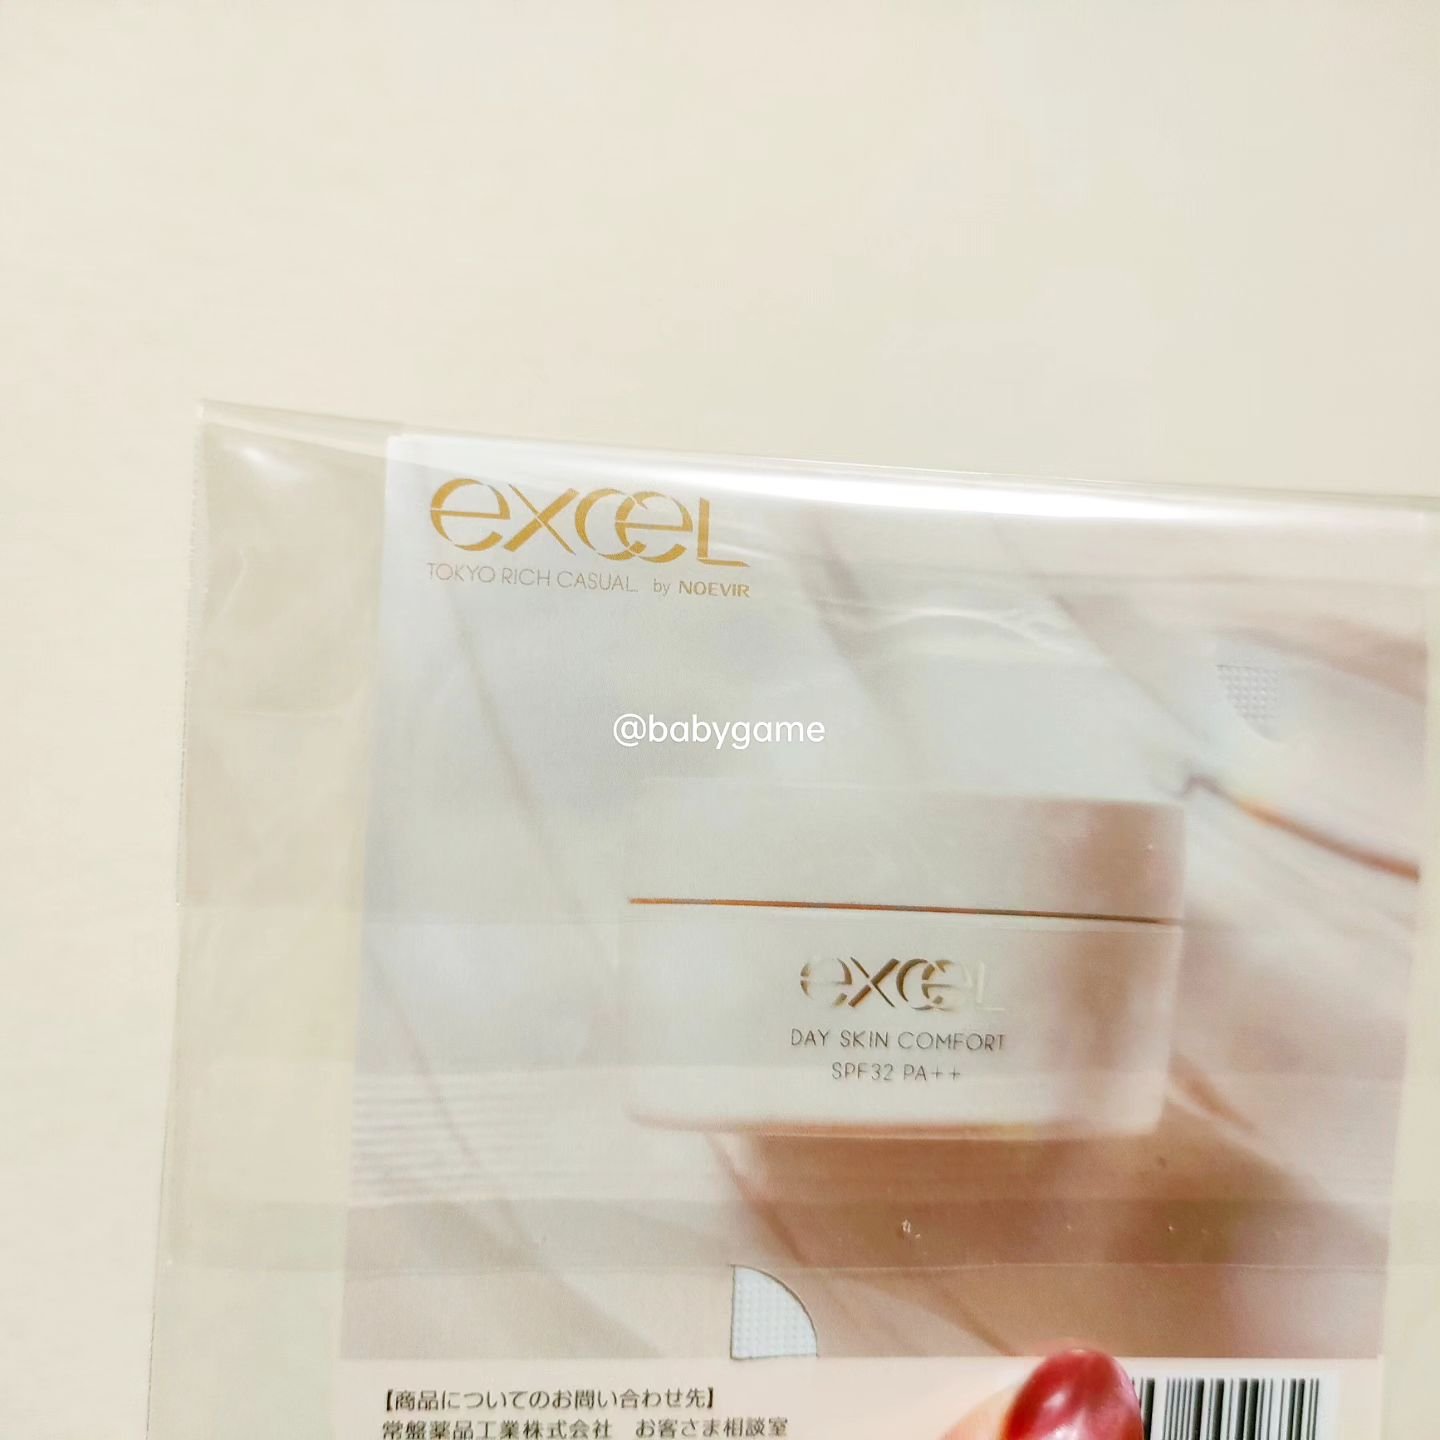 excel
TOKYO RICH CASUAL by NOEVIR
@babygame
excel
DAY SKIN COMFORT
SPF32 PA++
【商品についてのお問い合わせ先】
常盤薬品工業株式会社 お客さま相談室